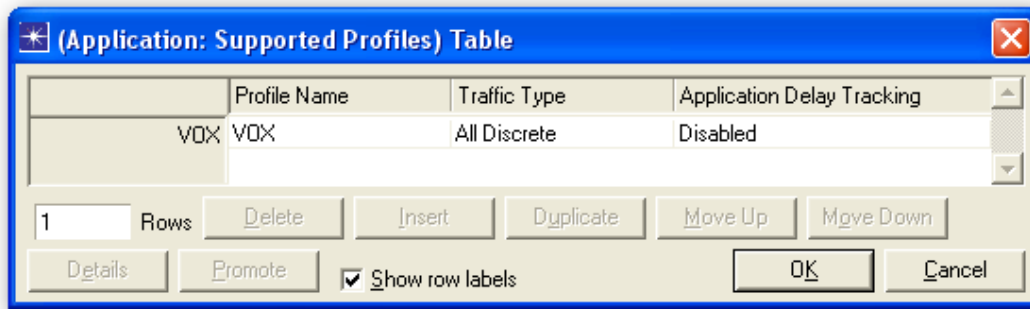 (Application: Supported Profiles) Table
Profile Name Traffic Type Application Delay Tracking
VOX VOX All Discrete Disabled
1 Rows Delete Insert Duplicate Move Up Move Down
Details Promote Show row labels OK Cancel